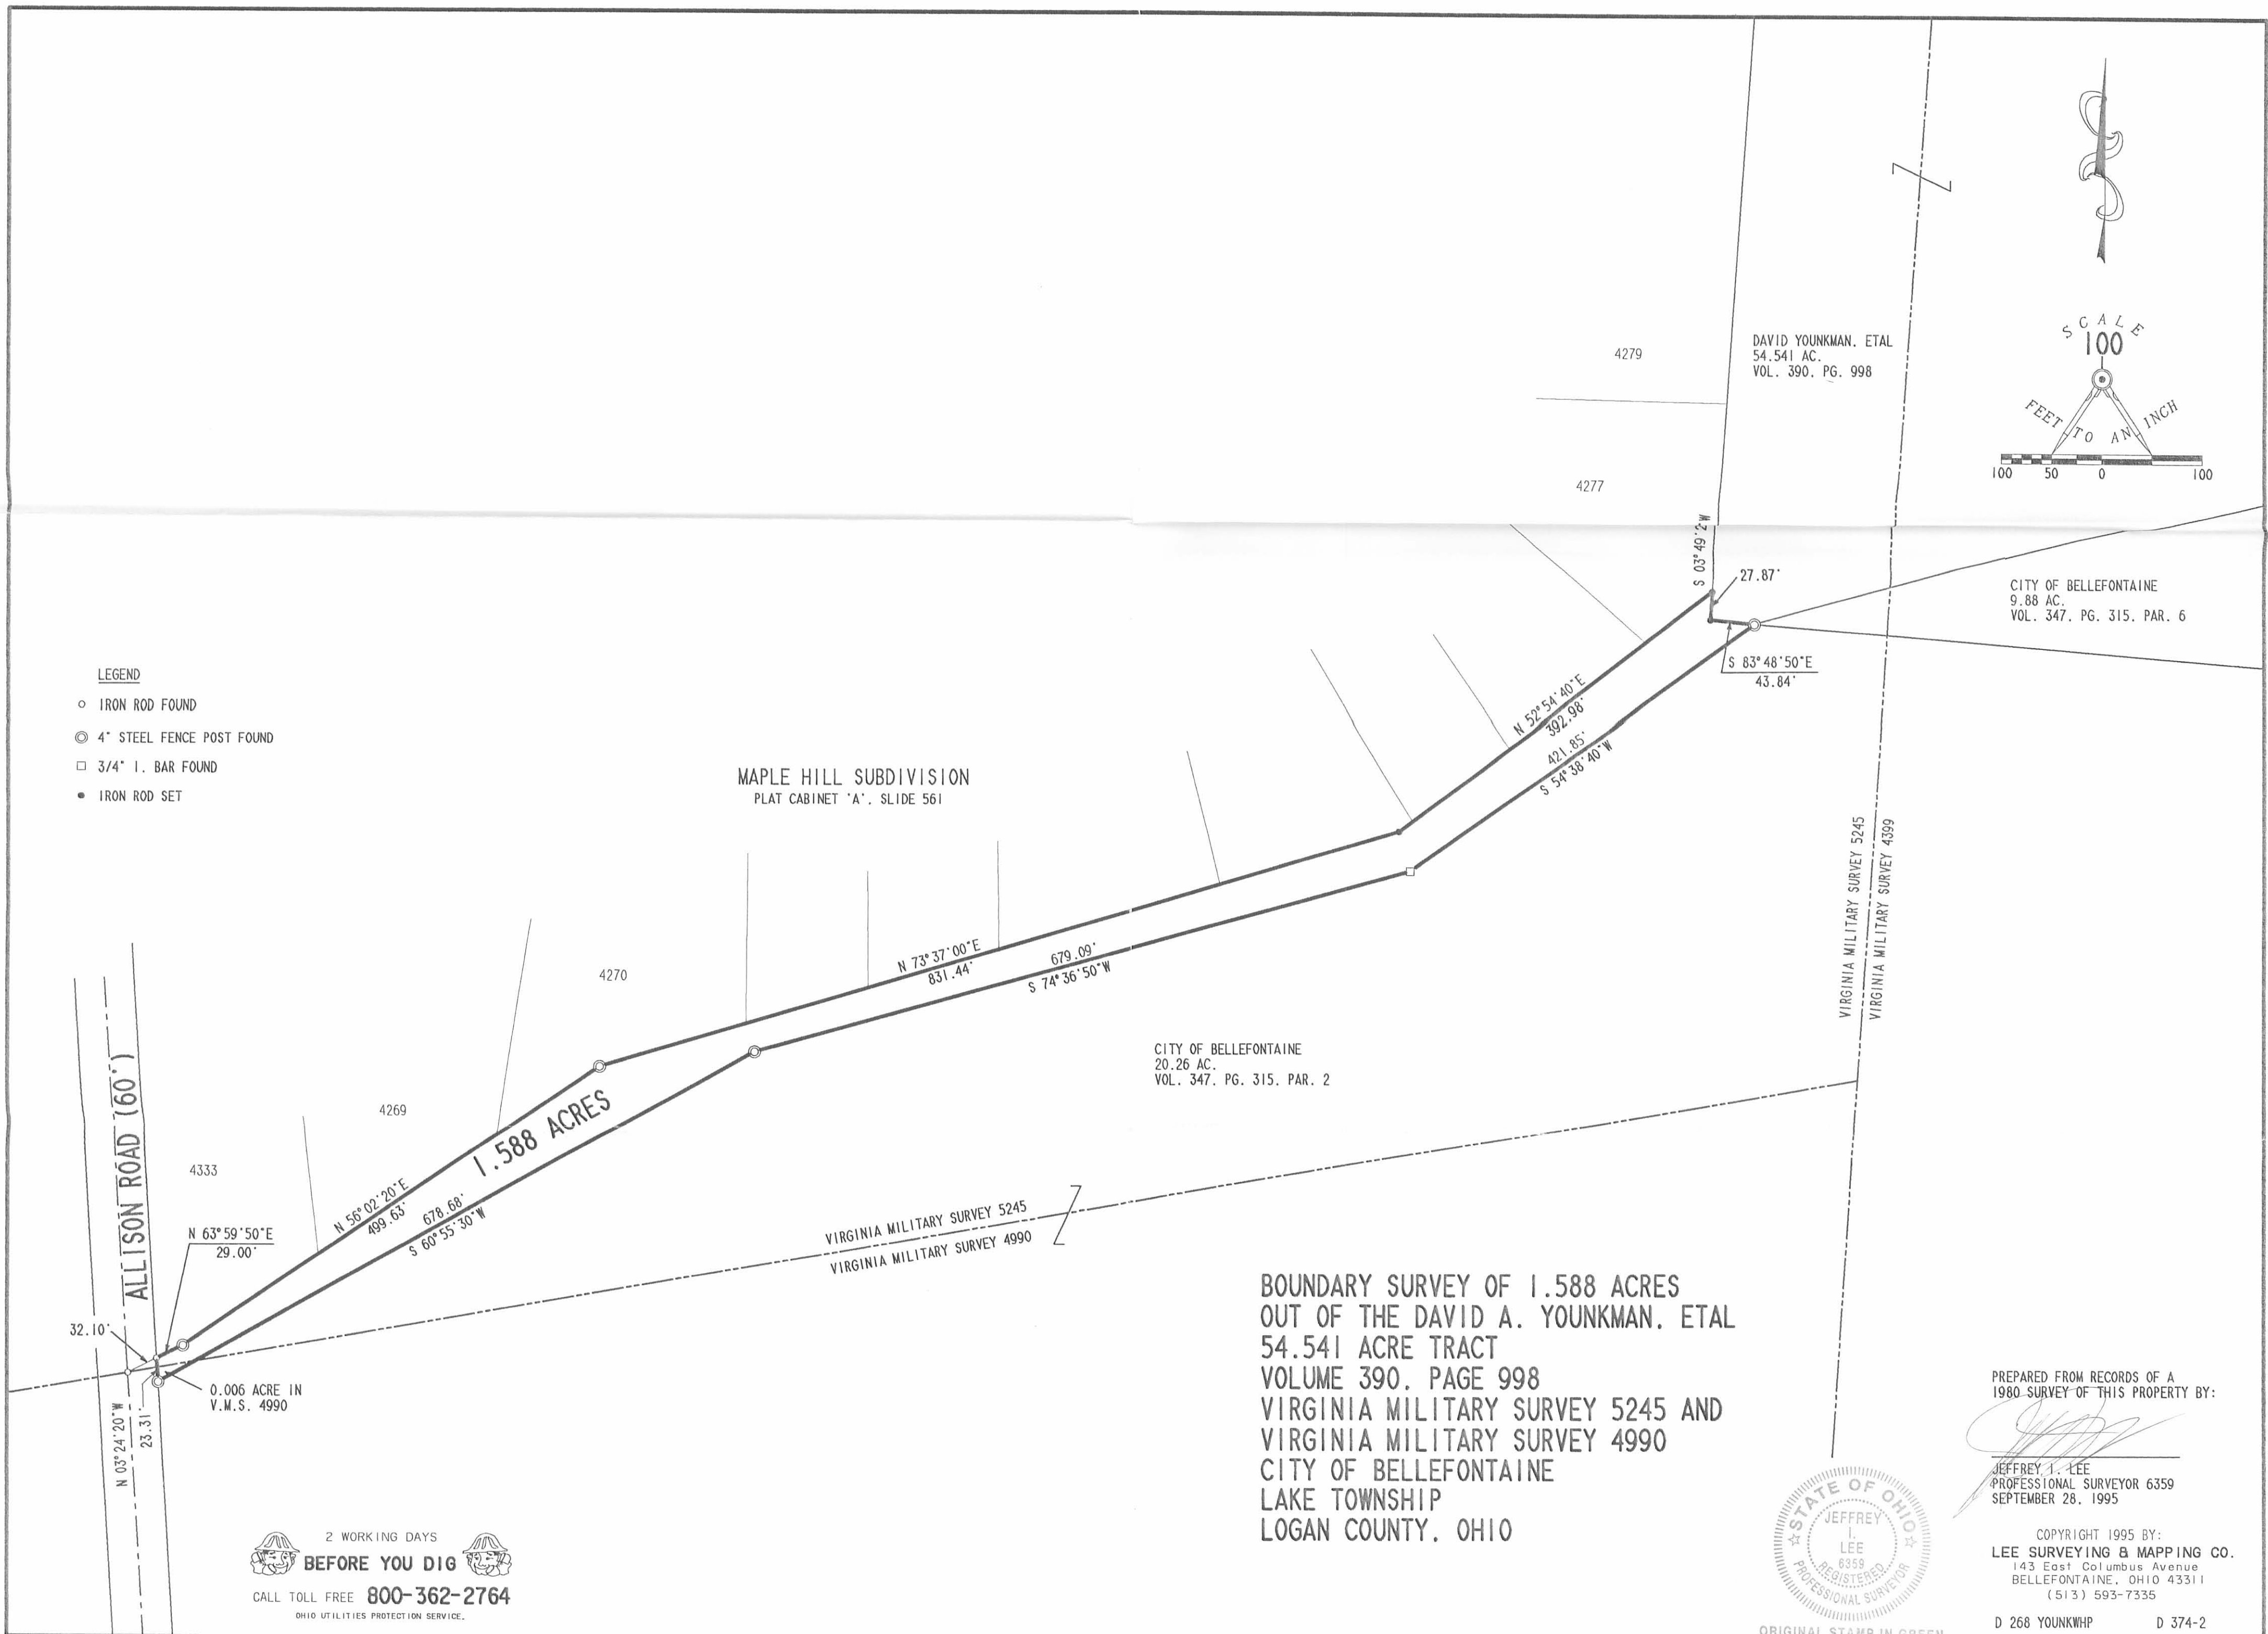 SCALE
100
FEET TO AN INCH
100 50 0 100
DAVID YOUNKMAN. ETAL
54.541 AC.
VOL. 390. PG. 998
4279
4277
S 03°49'2"W
27.87'
CITY OF BELLEFONTAINE
9.88 AC.
VOL. 347. PG. 315. PAR. 6
S 83°48'50"E
43.84'
LEGEND
IRON ROD FOUND
4" STEEL FENCE POST FOUND
3/4" I. BAR FOUND
IRON ROD SET
MAPLE HILL SUBDIVISION
PLAT CABINET "A". SLIDE 561
N 52°54'40"E
392.98'
421.85'
S 54°38'40"W
VIRGINIA MILITARY SURVEY 5245
VIRGINIA MILITARY SURVEY 4399
N 73°37'00"E
831.44'
679.09'
S 74°36'50"W
4270
CITY OF BELLEFONTAINE
20.26 AC.
VOL. 347. PG. 315. PAR. 2
4269
1.588 ACRES
4333
ALLISON ROAD (60')
N 56°02'20"E
499.63'
678.68'
S 60°55'30"W
N 63°59'50"E
29.00'
VIRGINIA MILITARY SURVEY 5245
VIRGINIA MILITARY SURVEY 4990
32.10'
0.006 ACRE IN
V.M.S. 4990
N 03°24'20"W
23.31'
BOUNDARY SURVEY OF 1.588 ACRES
OUT OF THE DAVID A. YOUNKMAN. ETAL
54.541 ACRE TRACT
VOLUME 390. PAGE 998
VIRGINIA MILITARY SURVEY 5245 AND
VIRGINIA MILITARY SURVEY 4990
CITY OF BELLEFONTAINE
LAKE TOWNSHIP
LOGAN COUNTY. OHIO
PREPARED FROM RECORDS OF A
1980 SURVEY OF THIS PROPERTY BY:
JEFFREY I. LEE
PROFESSIONAL SURVEYOR 6359
SEPTEMBER 28. 1995
STATE OF OHIO
JEFFREY
I.
LEE
6359
REGISTERED
PROFESSIONAL SURVEYOR
ORIGINAL STAMP IN GREEN
COPYRIGHT 1995 BY:
LEE SURVEYING & MAPPING CO.
143 East Columbus Avenue
BELLEFONTAINE, OHIO 43311
(513) 593-7335
D 268 YOUNKWHP D 374-2
2 WORKING DAYS
BEFORE YOU DIG
CALL TOLL FREE 800-362-2764
OHIO UTILITIES PROTECTION SERVICE.